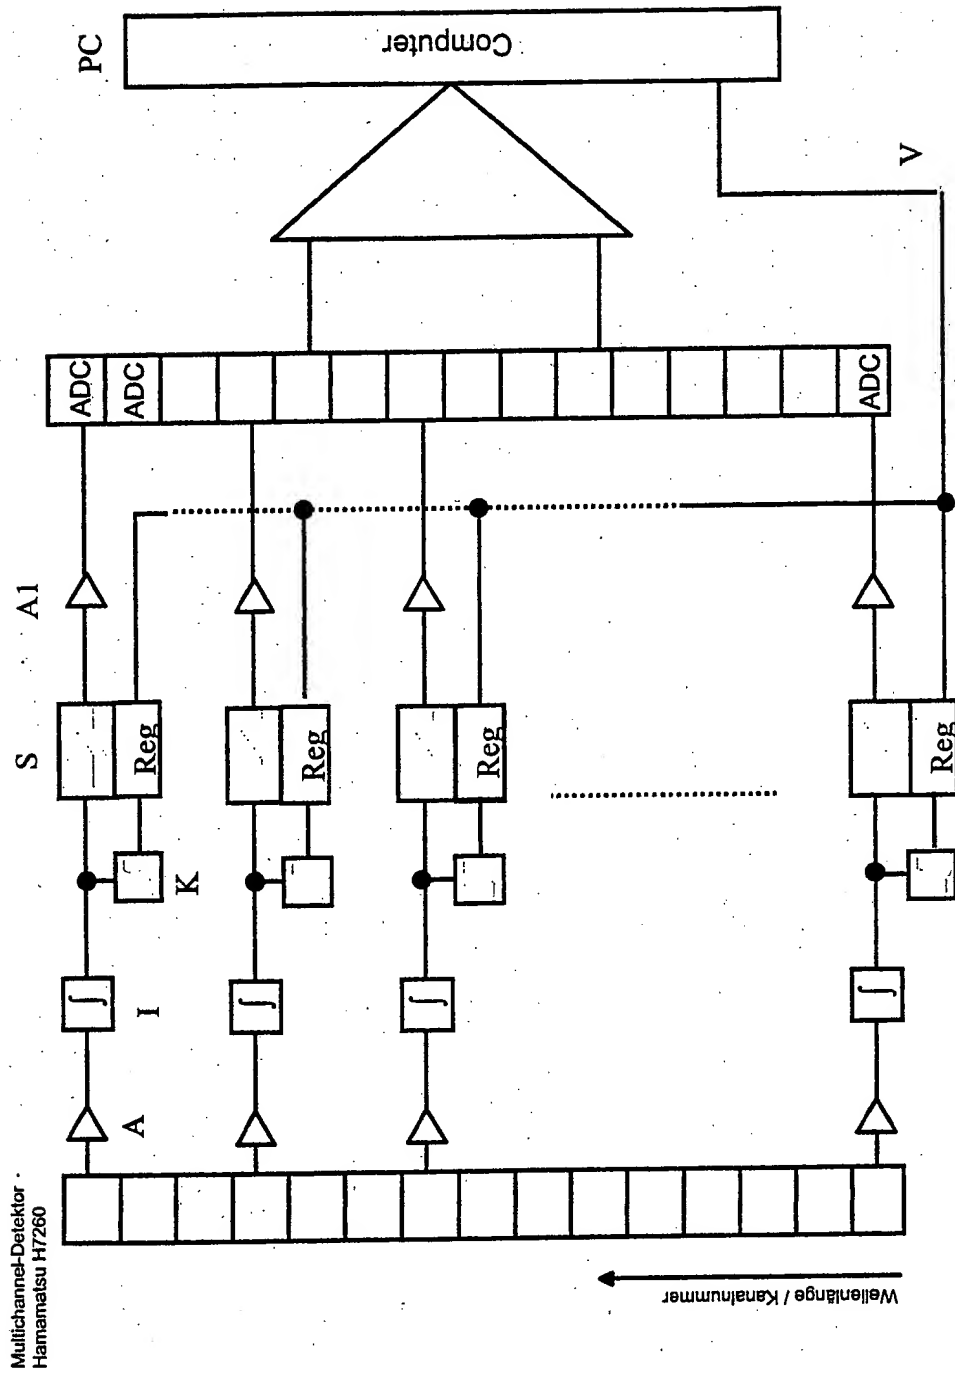 Multichannel-Detektor
Hamamatsu H7260
Wellenlänge / Kanalnummer
A
I
K
S
A1
Reg
Reg
Reg
Reg
ADC
ADC
ADC
V
PC
Computer